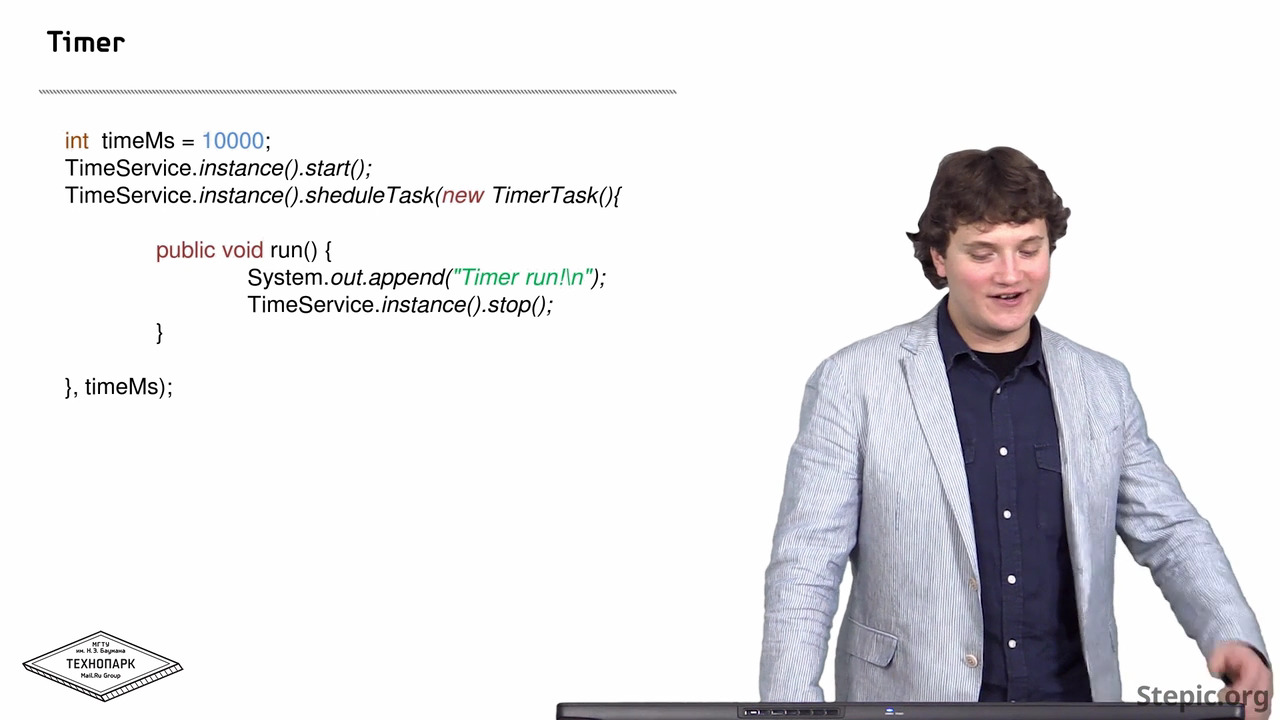 Timer
int timeMs = 10000;
TimeService.instance().start();
TimeService.instance().sheduleTask(new TimerTask(){
public void run() {
System.out.append("Timer run!\n");
TimeService.instance().stop();
}
}, timeMs);
МГТУ
им. Н.Э. Баумана
ТЕХНОПАРК
Mail.Ru Group
Stepic.org